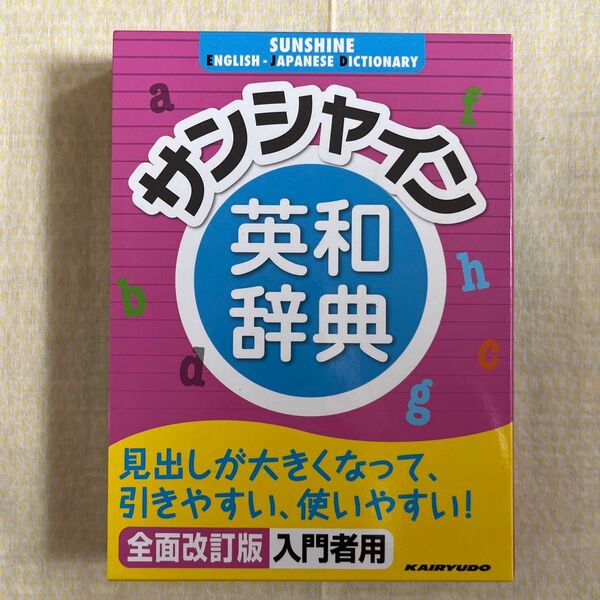 SUNSHINE
ENGLISH-JAPANESE DICTIONARY
サンシャイン
英和
辞典
a
f
b
h
d
c
g
見出しが大きくなって、
引きやすい、使いやすい!
全面改訂版 入門者用
KAIRYUDO